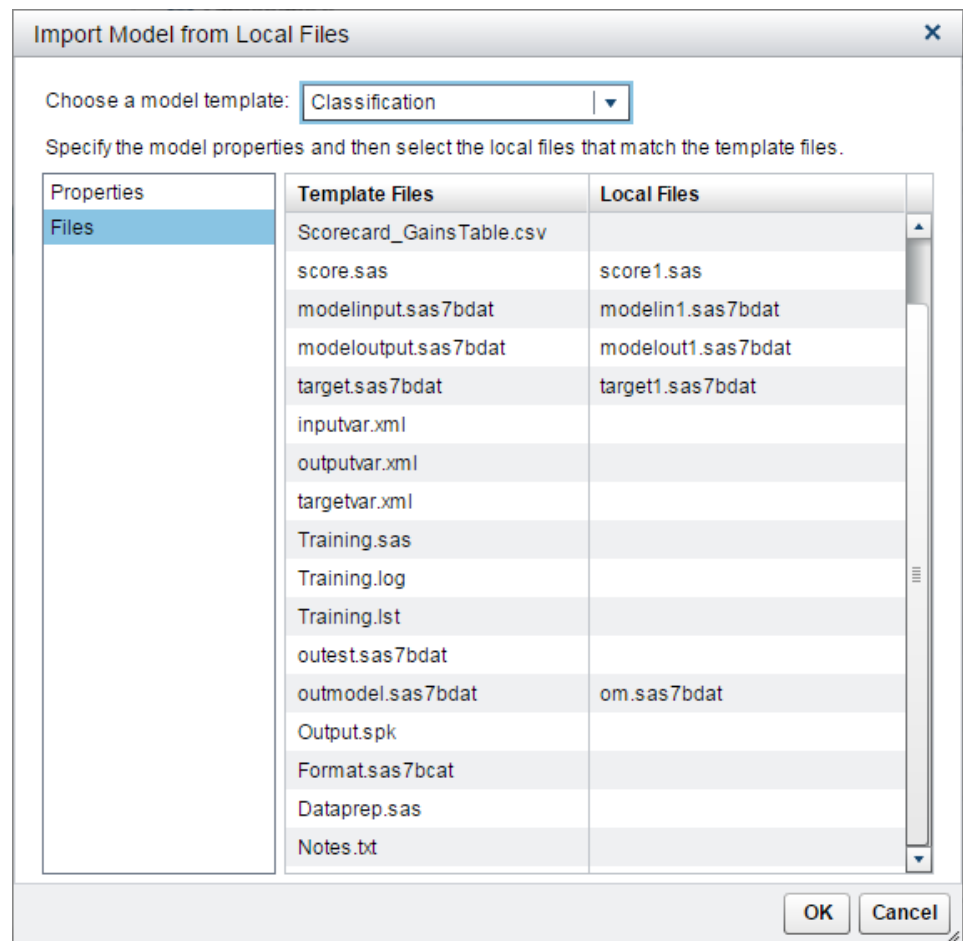 Import Model from Local Files
Choose a model template: Classification
Specify the model properties and then select the local files that match the template files.
Properties
Files
Template Files Local Files
Scorecard_GainsTable.csv
score.sas score1.sas
modelinput.sas7bdat modelin1.sas7bdat
modeloutput.sas7bdat modelout1.sas7bdat
target.sas7bdat target1.sas7bdat
inputvar.xml
outputvar.xml
targetvar.xml
Training.sas
Training.log
Training.lst
outest.sas7bdat
outmodel.sas7bdat om.sas7bdat
Output.spk
Format.sas7bcat
Dataprep.sas
Notes.txt
OK Cancel